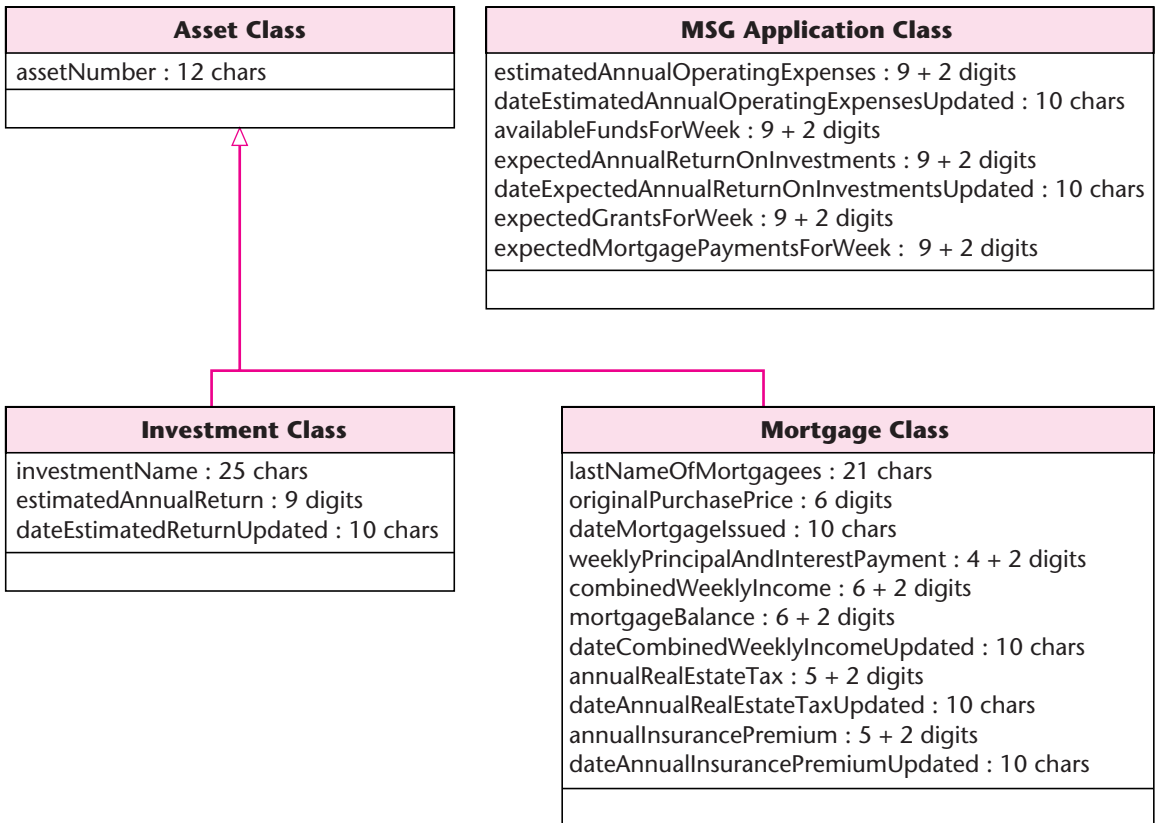 Asset Class
assetNumber : 12 chars
MSG Application Class
estimatedAnnualOperatingExpenses : 9 + 2 digits
dateEstimatedAnnualOperatingExpensesUpdated : 10 chars
availableFundsForWeek : 9 + 2 digits
expectedAnnualReturnOnInvestments : 9 + 2 digits
dateExpectedAnnualReturnOnInvestmentsUpdated : 10 chars
expectedGrantsForWeek : 9 + 2 digits
expectedMortgagePaymentsForWeek : 9 + 2 digits
Investment Class
investmentName : 25 chars
estimatedAnnualReturn : 9 digits
dateEstimatedReturnUpdated : 10 chars
Mortgage Class
lastNameOfMortgagees : 21 chars
originalPurchasePrice : 6 digits
dateMortgageIssued : 10 chars
weeklyPrincipalAndInterestPayment : 4 + 2 digits
combinedWeeklyIncome : 6 + 2 digits
mortgageBalance : 6 + 2 digits
dateCombinedWeeklyIncomeUpdated : 10 chars
annualRealEstateTax : 5 + 2 digits
dateAnnualRealEstateTaxUpdated : 10 chars
annualInsurancePremium : 5 + 2 digits
dateAnnualInsurancePremiumUpdated : 10 chars